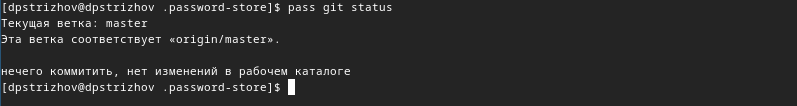 [dpstrizhov@dpstrizhov .password-store]$ pass git status
Текущая ветка: master
Эта ветка соответствует «origin/master».
нечего коммитить, нет изменений в рабочем каталоге
[dpstrizhov@dpstrizhov .password-store]$